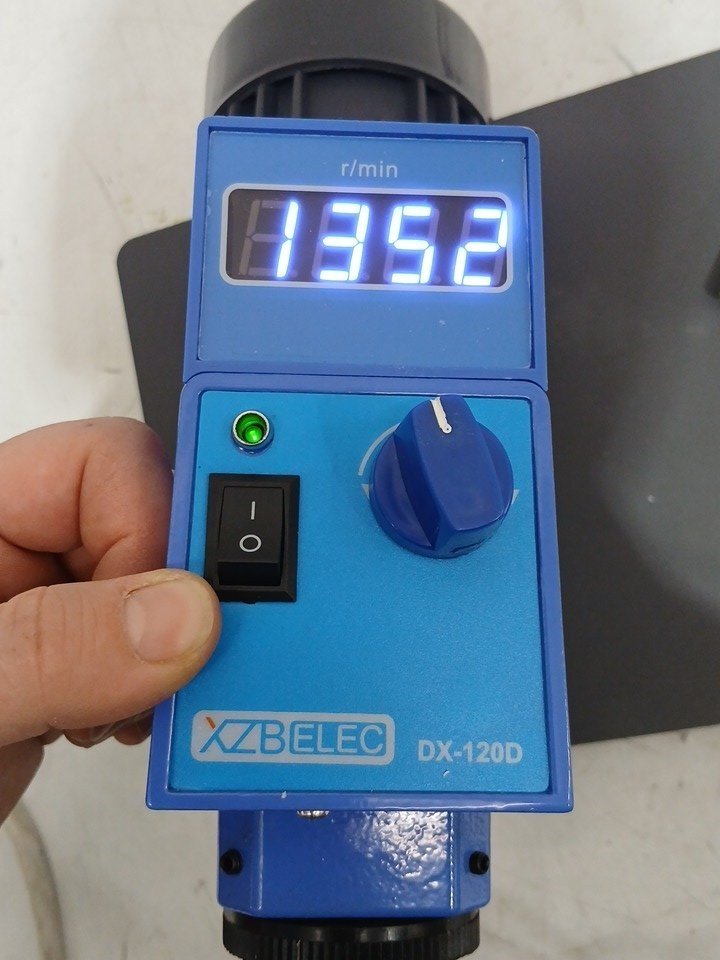 r/min
1352
I
O
XZBELEC
DX-120D